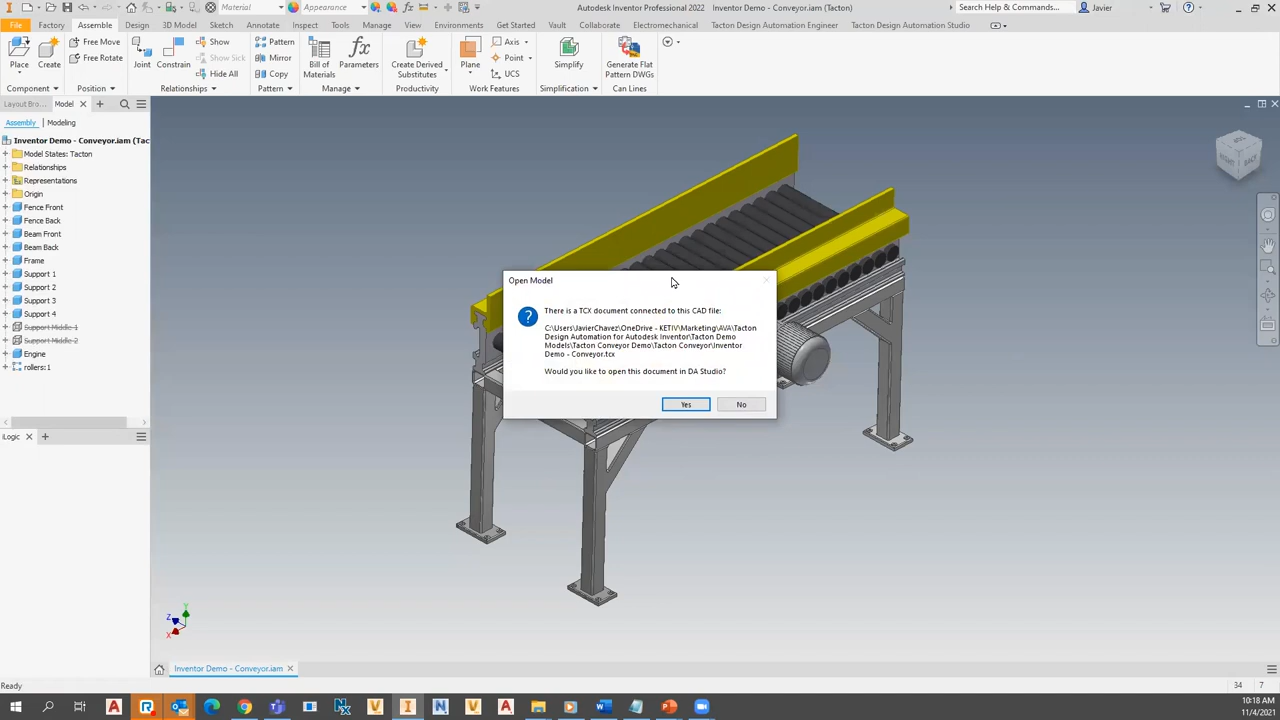 Material
Appearance
Autodesk Inventor Professional 2022   Inventor Demo - Conveyor.iam (Tacton)
Search Help & Commands...
Javier
File
Factory
Assemble
Design
3D Model
Sketch
Annotate
Inspect
Tools
Manage
View
Environments
Get Started
Vault
Collaborate
Electromechanical
Tacton Design Automation Engineer
Tacton Design Automation Studio
Place
Create
Free Move
Free Rotate
Joint
Constrain
Show
Show Sick
Hide All
Pattern
Mirror
Copy
Bill of
Materials
Parameters
Create Derived
Substitutes
Plane
Axis
Point
UCS
Simplify
Generate Flat
Pattern DWGs
Component
Position
Relationships
Pattern
Manage
Productivity
Work Features
Simplification
Can Lines
Layout Bro...
Model
Assembly
Modeling
Inventor Demo - Conveyor.iam (Tac
Model States: Tacton
Relationships
Representations
Origin
Fence Front
Fence Back
Beam Front
Beam Back
Frame
Support 1
Support 2
Support 3
Support 4
Support Middle 1
Support Middle 2
Engine
rollers:1
iLogic
Open Model
There is a TCX document connected to this CAD file:
C:\Users\JavierChavez\OneDrive - KETIV\Marketing\AVA\Tacton
Design Automation for Autodesk Inventor\Tacton Demo
Models\Tacton Conveyor Demo\Tacton Conveyor\Inventor
Demo - Conveyor.tcx
Would you like to open this document in DA Studio?
Yes
No
RIGHT
BACK
Y
Z
X
Inventor Demo - Conveyor.iam
Ready
34
7
10:18 AM
11/4/2021